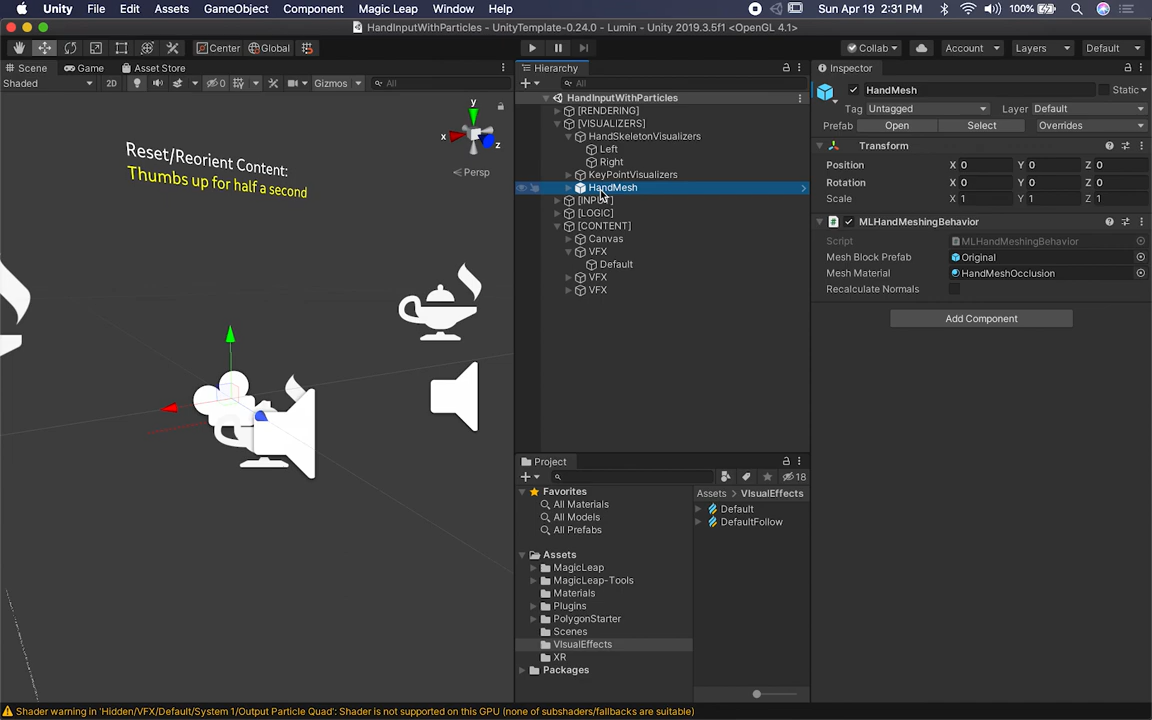 Unity File Edit Assets GameObject Component Magic Leap Window Help Sun Apr 19 2:31 PM 100%
HandInputWithParticles - UnityTemplate-0.24.0 - Lumin - Unity 2019.3.5f1 <OpenGL 4.1>
Center Global Collab Account Layers Default
Scene Game Asset Store Hierarchy Inspector
Shaded 2D 0 Gizmos All All
y
x
z
Persp
Reset/Reorient Content:
Thumbs up for half a second
HandInputWithParticles
[RENDERING]
[VISUALIZERS]
HandSkeletonVisualizers
Left
Right
KeyPointVisualizers
HandMesh
[INPUT]
[LOGIC]
[CONTENT]
Canvas
VFX
Default
VFX
VFX
Project
18
Favorites
All Materials
All Models
All Prefabs
Assets
MagicLeap
MagicLeap-Tools
Materials
Plugins
PolygonStarter
Scenes
VIsualEffects
XR
Packages
Assets > VIsualEffects
Default
DefaultFollow
HandMesh Static
Tag Untagged Layer Default
Prefab Open Select Overrides
Transform
Position X 0 Y 0 Z 0
Rotation X 0 Y 0 Z 0
Scale X 1 Y 1 Z 1
# MLHandMeshingBehavior
Script MLHandMeshingBehavior
Mesh Block Prefab Original
Mesh Material HandMeshOcclusion
Recalculate Normals
Add Component
Shader warning in 'Hidden/VFX/Default/System 1/Output Particle Quad': Shader is not supported on this GPU (none of subshaders/fallbacks are suitable)